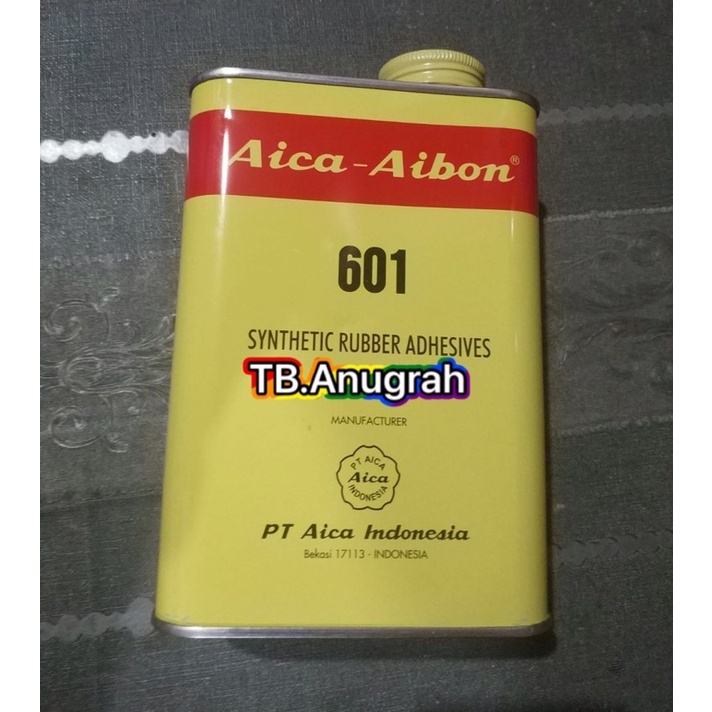 Aica-Aibon®
601
SYNTHETIC RUBBER ADHESIVES
TB.Anugrah
MANUFACTURER
PT AICA
Aica
INDONESIA
PT Aica Indonesia
Bekasi 17113 - INDONESIA